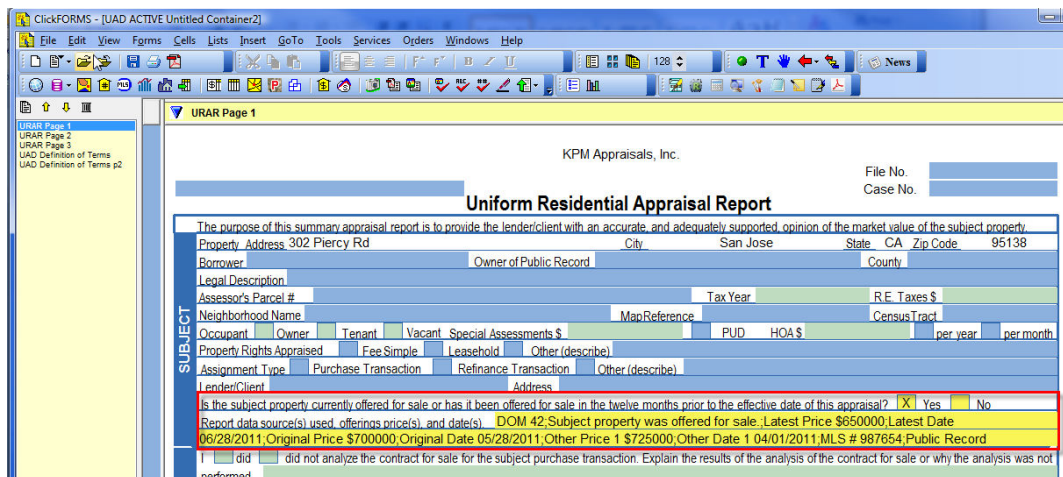 ClickFORMS - [UAD ACTIVE Untitled Container2]
File Edit View Forms Cells Lists Insert GoTo Tools Services Orders Windows Help
128
News
URAR Page 1
URAR Page 2
URAR Page 3
UAD Definition of Terms
UAD Definition of Terms p2
URAR Page 1
KPM Appraisals, Inc.
File No.
Case No.
Uniform Residential Appraisal Report
The purpose of this summary appraisal report is to provide the lender/client with an accurate, and adequately supported, opinion of the market value of the subject property.
SUBJECT
Property Address 302 Piercy Rd City San Jose State CA Zip Code 95138
Borrower Owner of Public Record County
Legal Description
Assessor's Parcel # Tax Year R.E. Taxes $
Neighborhood Name Map Reference Census Tract
Occupant Owner Tenant Vacant Special Assessments $ PUD HOA $ per year per month
Property Rights Appraised Fee Simple Leasehold Other (describe)
Assignment Type Purchase Transaction Refinance Transaction Other (describe)
Lender/Client Address
Is the subject property currently offered for sale or has it been offered for sale in the twelve months prior to the effective date of this appraisal? X Yes No
Report data source(s) used, offerings price(s), and date(s). DOM 42;Subject property was offered for sale.;Latest Price $650000;Latest Date
06/28/2011;Original Price $700000;Original Date 05/28/2011;Other Price 1 $725000;Other Date 1 04/01/2011;MLS # 987654;Public Record
I did did not analyze the contract for sale for the subject purchase transaction. Explain the results of the analysis of the contract for sale or why the analysis was not
performed.